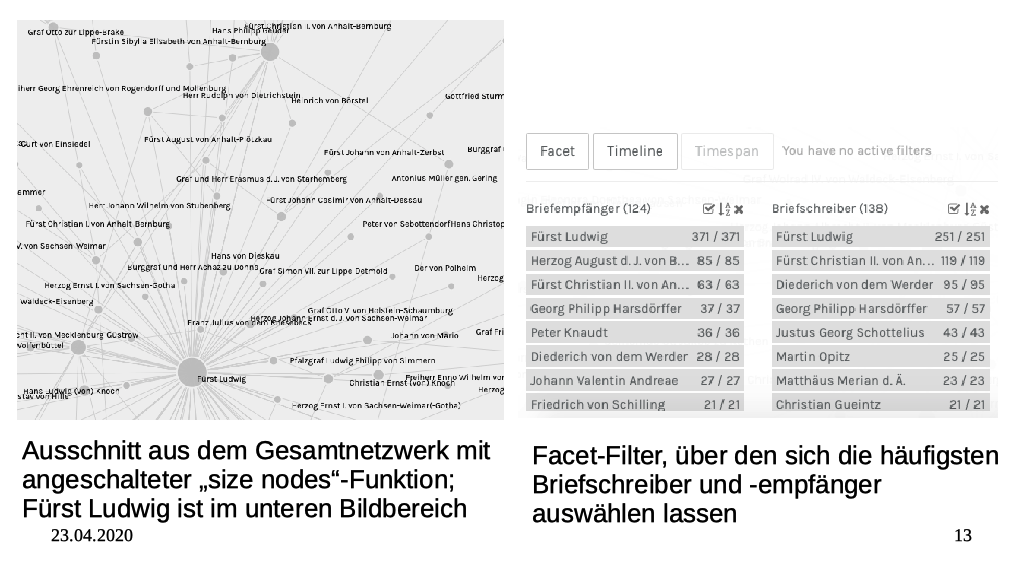 Fürst Christian II. von Anhalt-Bernburg
Graf Otto zur Lippe-Brake
Hans Philipp Geuder
Fürstin Sibylla Elisabeth von Anhalt-Bernburg
iherr Georg Ehrenreich von Rogendorf und Mollenburg
Herr Rudolph von Dietrichstein
Heinrich von Börstel
Gottfried Sturm
Curt von Einsiedel
Fürst August von Anhalt-Plötzkau
Fürst Johann von Anhalt-Zerbst
Burggraf
Graf und Herr Erasmus d.J. von Starhemberg
Antonius Müller gen. Gering
ammer
Herr Johann Wilhelm von Stubenberg
Fürst Johann Casimir von Anhalt-Dessau
Fürst Christian I. von Anhalt-Bernburg
Peter von Sebottendorf
Hans Christop
V. von Sachsen-Weimar
Hans von Dieskau
Burggraf und Herr Achaz zu Dohna
Graf Simon VII. zur Lippe-Detmold
Der von Polheim
Herzog Ernst I. von Sachsen-Gotha
Herzog
waldeck-Eisenberg
Graf Otto V. von Holstein-Schaumburg
Herzog Johann Ernst d.J. von Sachsen-Weimar
Franz Julius von dem Knesebeck
cht II. von Mecklenburg-Güstrow
Johann von Mario
Graf Fri
Wolfenbüttel
Pfalzgraf Ludwig Philipp von Simmern
Fürst Ludwig
Freiherr Enno Wilhelm von
Christian Ernst (von) Knoch
Hans Ludwig (von) Knoch
Herzog
stav von Hille
Herzog Ernst I. von Sachsen-Weimar(-Gotha)
Ausschnitt aus dem Gesamtnetzwerk mit
angeschalteter „size nodes“-Funktion;
Fürst Ludwig ist im unteren Bildbereich
Facet Timeline Timespan You have no active filters
Briefempfänger (124)
Fürst Ludwig 371 / 371
Herzog August d. J. von B... 85 / 85
Fürst Christian II. von An... 63 / 63
Georg Philipp Harsdörffer 37 / 37
Peter Knaudt 36 / 36
Diederich von dem Werder 28 / 28
Johann Valentin Andreae 27 / 27
Friedrich von Schilling 21 / 21
Briefschreiber (138)
Fürst Ludwig 251 / 251
Fürst Christian II. von An... 119 / 119
Diederich von dem Werder 95 / 95
Georg Philipp Harsdörffer 57 / 57
Justus Georg Schottelius 43 / 43
Martin Opitz 25 / 25
Matthäus Merian d. Ä. 23 / 23
Christian Gueintz 21 / 21
Facet-Filter, über den sich die häufigsten
Briefschreiber und -empfänger
auswählen lassen
23.04.2020
13